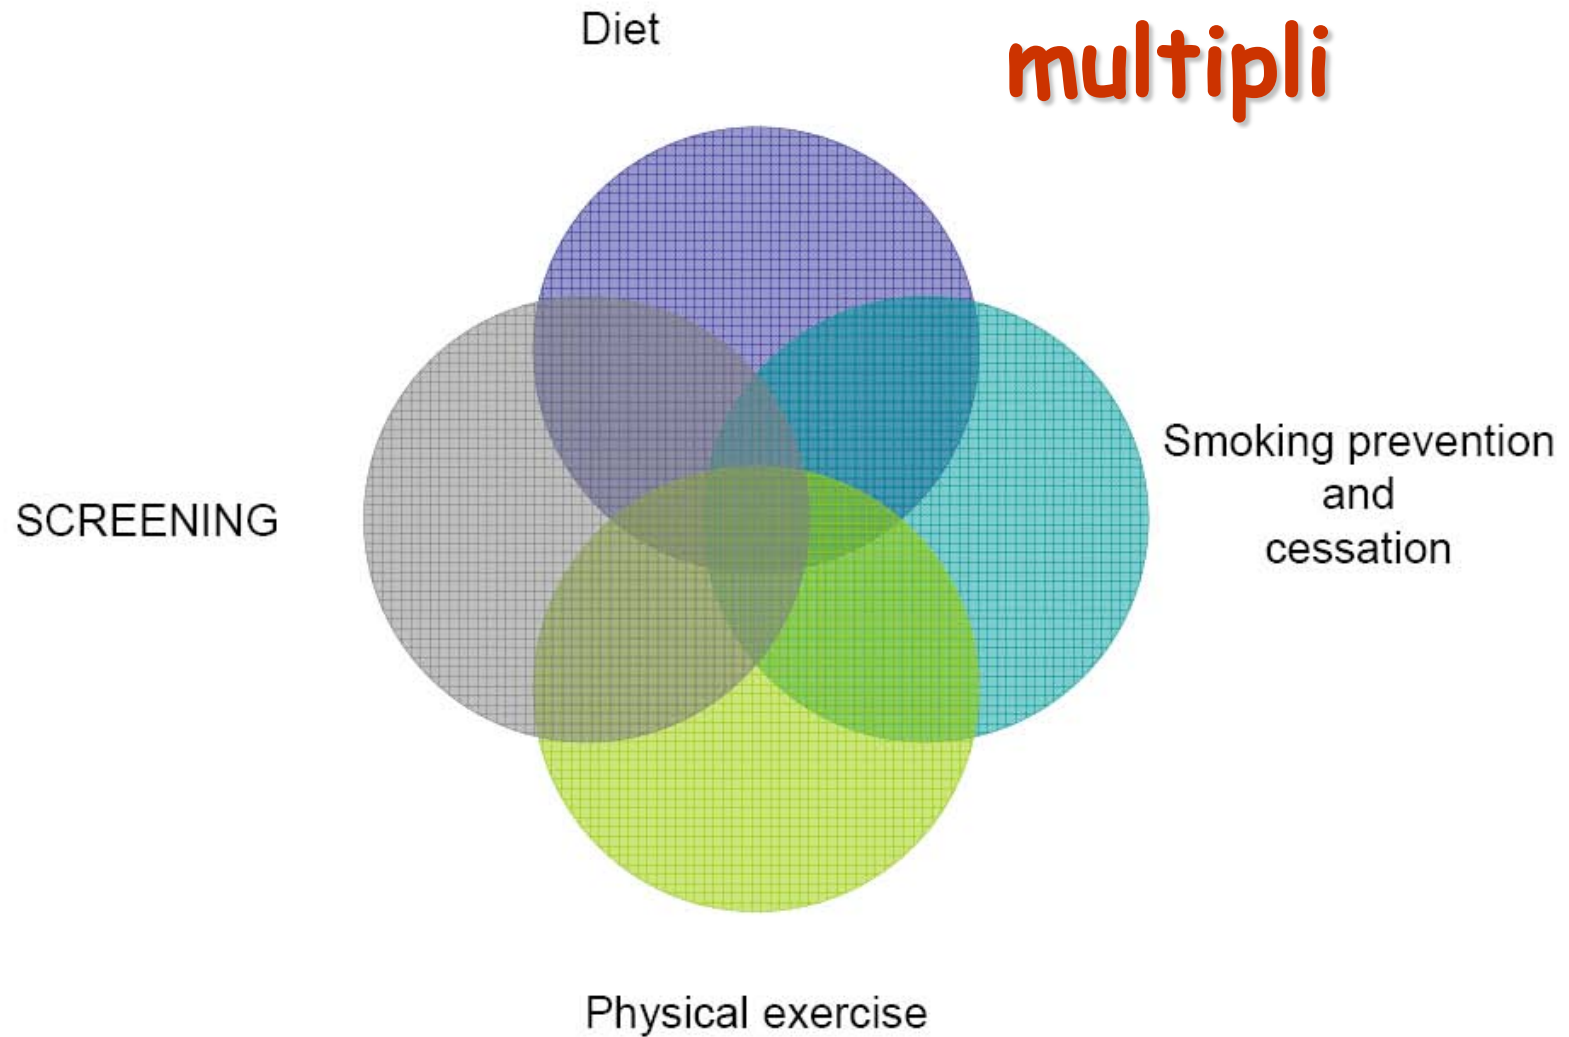 Diet
multipli
Smoking prevention
and
cessation
SCREENING
Physical exercise